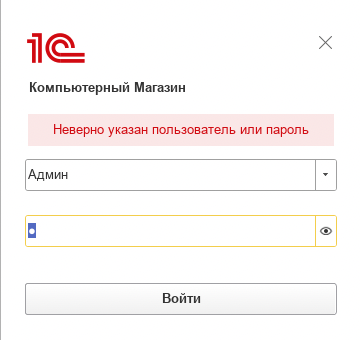 1С
Компьютерный Магазин
Неверно указан пользователь или пароль
Админ
Войти